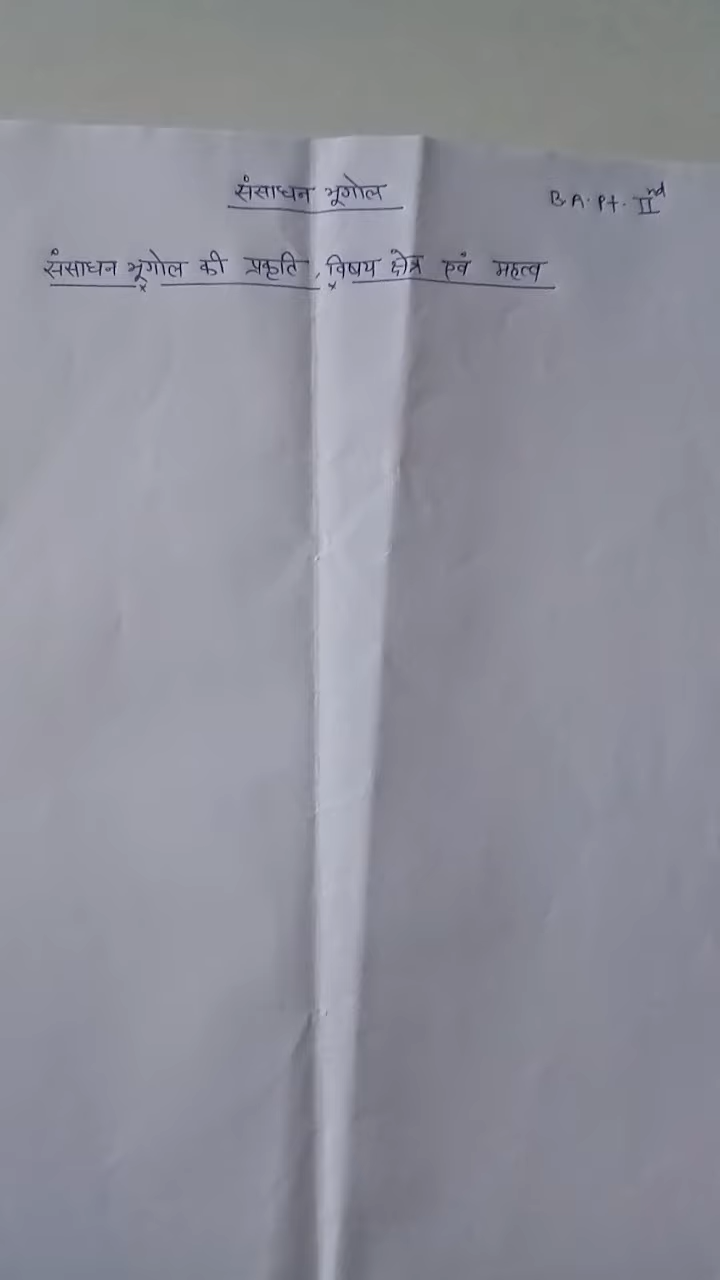 संसाधन भूगोल
B.A. Pt. IInd
संसाधन भूगोल की प्रकृति, विषय क्षेत्र एवं महत्व